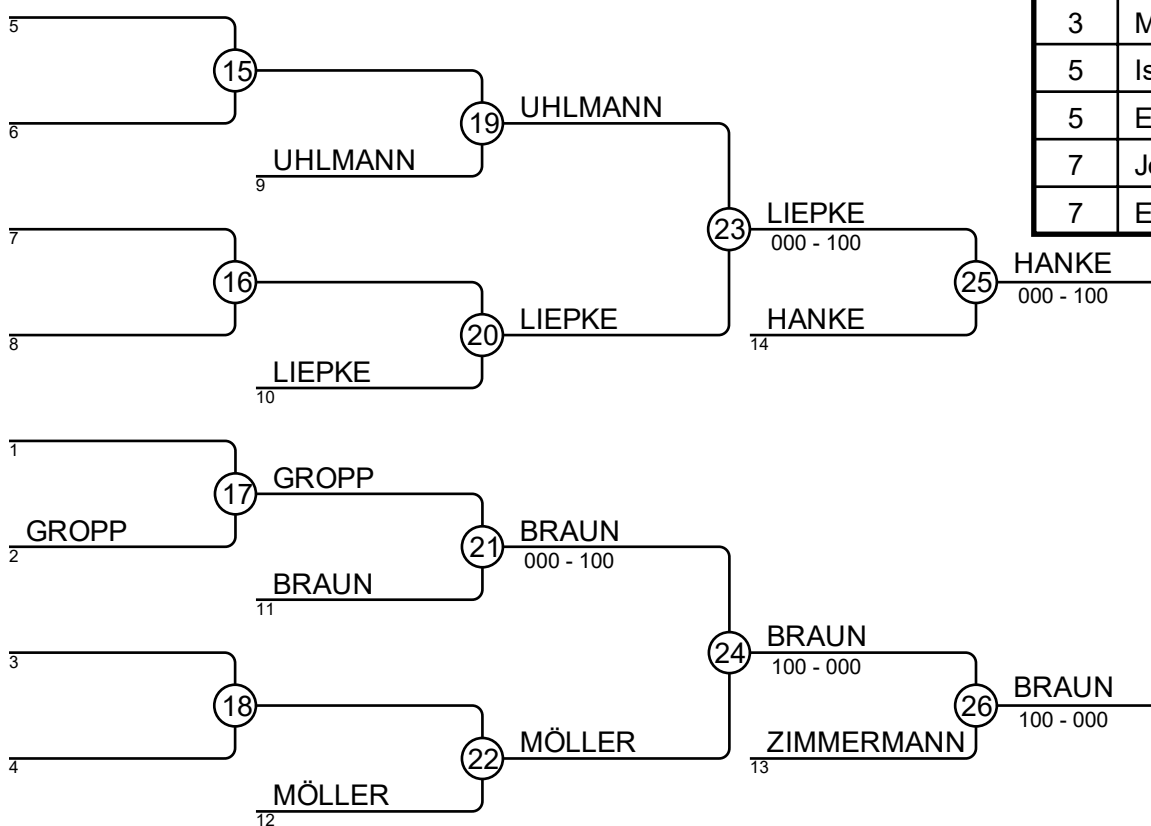 5
15
6
19
UHLMANN
UHLMANN
9
7
16
8
20
LIEPKE
LIEPKE
10
23
LIEPKE
000 - 100
HANKE
14
25
HANKE
000 - 100
1
17
GROPP
GROPP
2
21
BRAUN
000 - 100
BRAUN
11
3
18
4
22
MÖLLER
MÖLLER
12
24
BRAUN
100 - 000
ZIMMERMANN
13
26
BRAUN
100 - 000
3
5
5
7
7